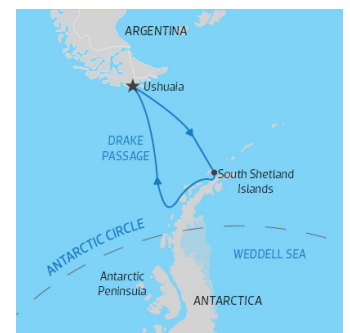 ARGENTINA
Ushuaia
DRAKE
PASSAGE
South Shetland
Islands
ANTARCTIC CIRCLE
WEDDELL SEA
Antarctic
Peninsula
ANTARCTICA